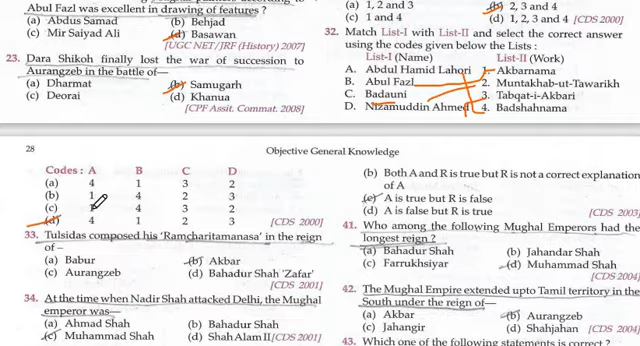 Abul Fazl was excellent in drawing of features ?
(a) Abdus Samad (b) Behjad
(c) Mir Saiyad Ali (d) Basawan
[UGC NET/JRF (History) 2007]
23. Dara Shikoh finally lost the war of succession to
Aurangzeb in the battle of—
(a) Dharmat (b) Samugarh
(c) Deorai (d) Khanua
[CPF Assit. Commat. 2008]
(a) 1, 2 and 3 (b) 2, 3 and 4
(c) 1 and 4 (d) 1, 2, 3 and 4 [CDS 2000]
32. Match List-I with List-II and select the correct answer
using the codes given below the Lists :
List-I (Name) List-II (Work)
A. Abdul Hamid Lahori 1. Akbarnama
B. Abul Fazl 2. Muntakhab-ut-Tawarikh
C. Badauni 3. Tabqat-i-Akbari
D. Nizamuddin Ahmed 4. Badshahnama
28 Objective General Knowledge
Codes : A B C D
(a) 4 1 3 2
(b) 1 4 2 3
(c) 1 4 3 2
(d) 4 1 2 3 [CDS 2000]
33. Tulsidas composed his 'Ramcharitamanasa' in the reign
of –
(a) Babur (b) Akbar
(c) Aurangzeb (d) Bahadur Shah 'Zafar'
[CDS 2001]
34. At the time when Nadir Shah attacked Delhi, the Mughal
emperor was—
(a) Ahmad Shah (b) Bahadur Shah
(c) Muhammad Shah (d) Shah Alam II [CDS 2001]
(b) Both A and R is true but R is not a correct explanation
of A
(c) A is true but R is false
(d) A is false but R is true [CDS 2003]
41. Who among the following Mughal Emperors had the
longest reign ?
(a) Bahadur Shah (b) Jahandar Shah
(c) Farrukhsiyar (d) Muhammad Shah
[CDS 2004]
42. The Mughal Empire extended upto Tamil territory in the
South under the reign of—
(a) Akbar (b) Aurangzeb
(c) Jahangir (d) Shahjahan [CDS 2004]
43. Which one of the following statements is correct ?